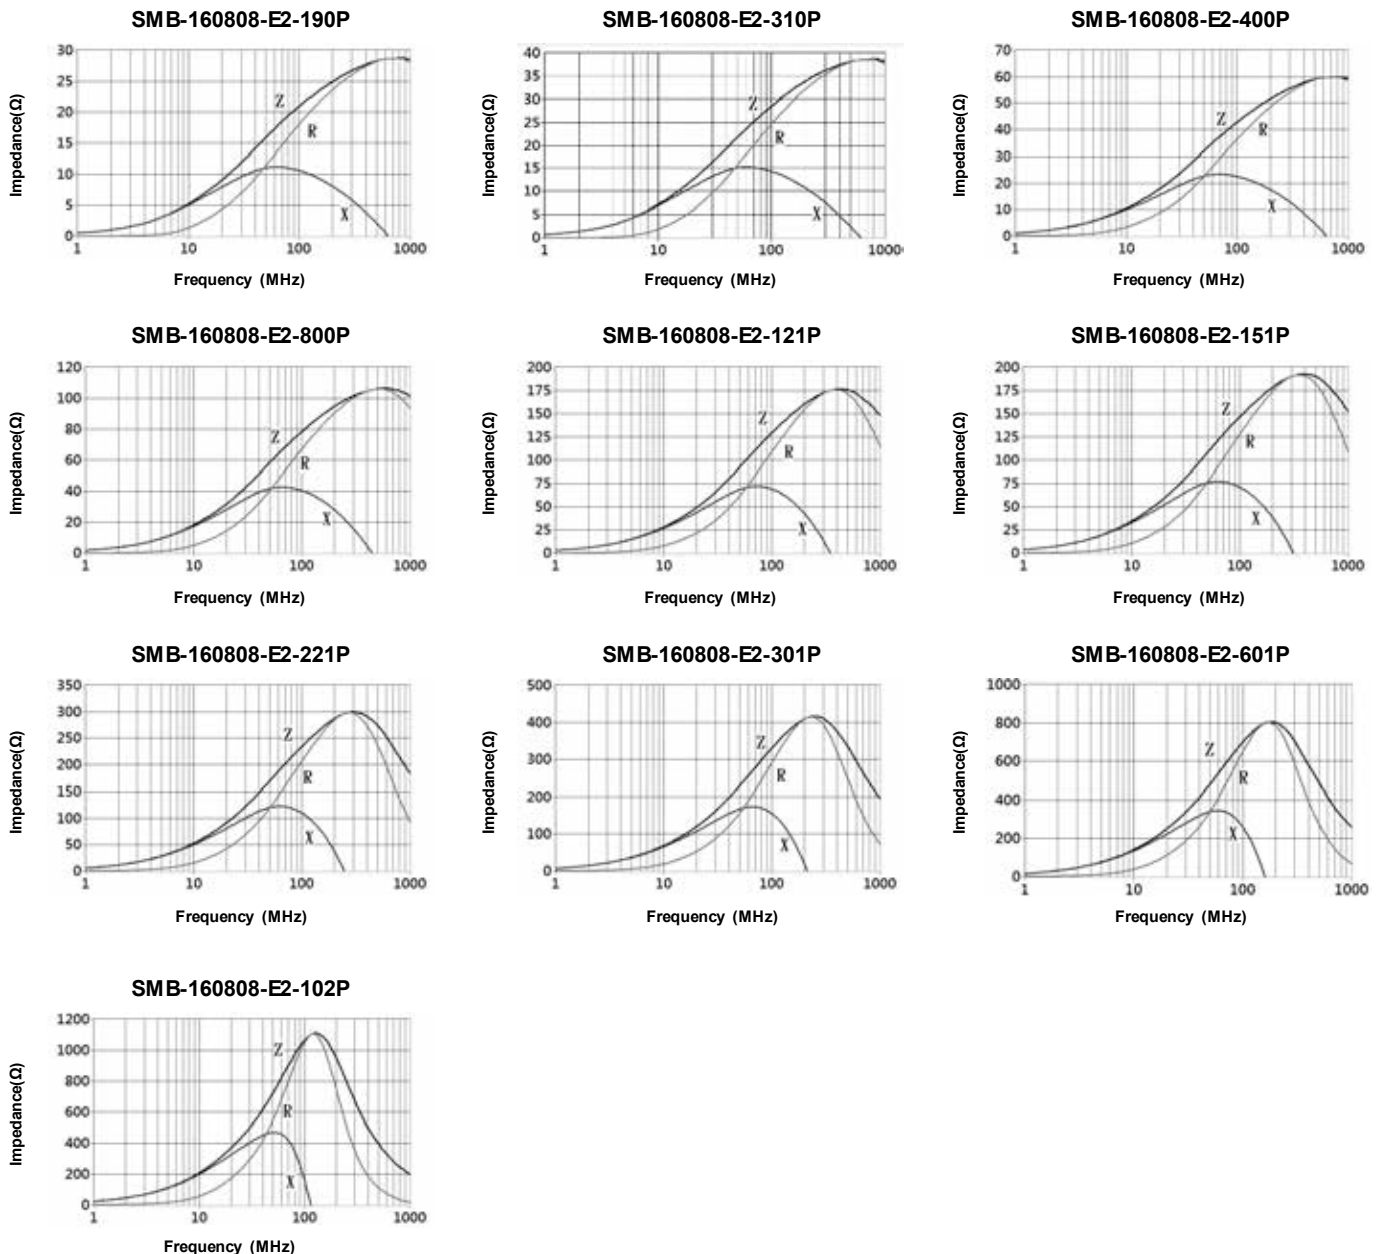 SMB-160808-E2-190P
Impedance(Ω)
30
25
20
15
10
5
0
Z
R
X
1 10 100 1000
Frequency (MHz)
SMB-160808-E2-310P
Impedance(Ω)
40
35
30
25
20
15
10
5
0
Z
R
X
1 10 100 1000
Frequency (MHz)
SMB-160808-E2-400P
Impedance(Ω)
70
60
50
40
30
20
10
0
Z
R
X
1 10 100 1000
Frequency (MHz)
SMB-160808-E2-800P
Impedance(Ω)
120
100
80
60
40
20
0
Z
R
X
1 10 100 1000
Frequency (MHz)
SMB-160808-E2-121P
Impedance(Ω)
200
175
150
125
100
75
50
25
0
Z
R
X
1 10 100 1000
Frequency (MHz)
SMB-160808-E2-151P
Impedance(Ω)
200
175
150
125
100
75
50
25
0
Z
R
X
1 10 100 1000
Frequency (MHz)
SMB-160808-E2-221P
Impedance(Ω)
350
300
250
200
150
100
50
0
Z
R
X
1 10 100 1000
Frequency (MHz)
SMB-160808-E2-301P
Impedance(Ω)
500
400
300
200
100
0
Z
R
X
1 10 100 1000
Frequency (MHz)
SMB-160808-E2-601P
Impedance(Ω)
1000
800
600
400
200
0
Z
R
X
1 10 100 1000
Frequency (MHz)
SMB-160808-E2-102P
Impedance(Ω)
1200
1000
800
600
400
200
0
Z
R
X
1 10 100 1000
Frequency (MHz)